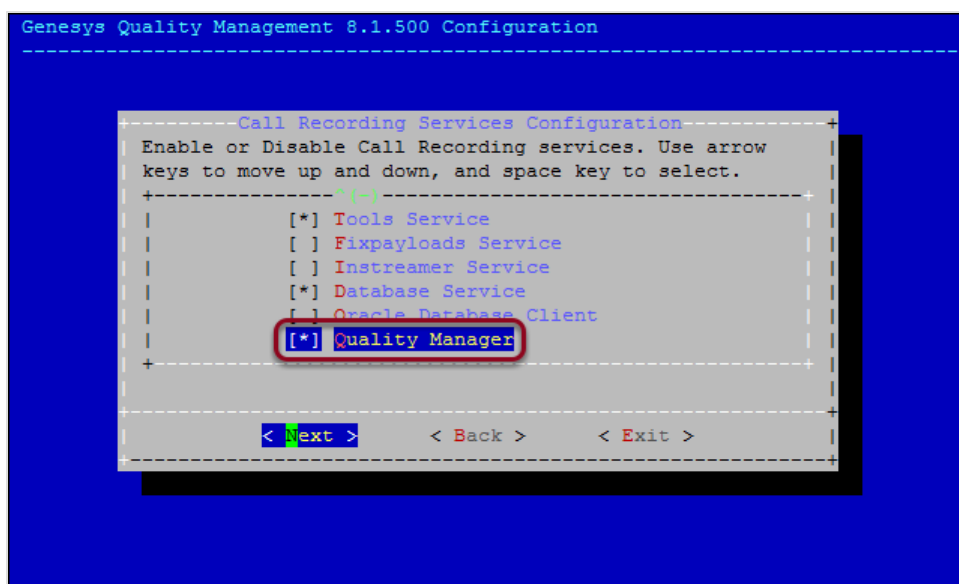 Genesys Quality Management 8.1.500 Configuration
Call Recording Services Configuration
Enable or Disable Call Recording services. Use arrow
keys to move up and down, and space key to select.
^(-)
[*] Tools Service
[ ] Fixpayloads Service
[ ] Instreamer Service
[*] Database Service
[ ] Oracle Database Client
[*] Quality Manager
< Next > < Back > < Exit >